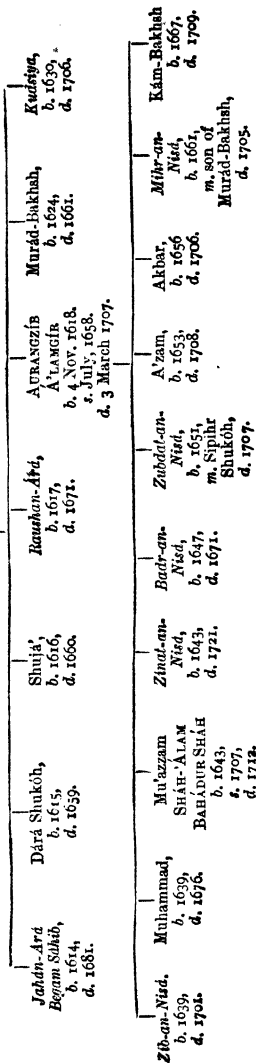 Jahán-Árá
Begam Sáhib,
b. 1614,
d. 1681.
Dárá Shukóh,
b. 1615,
d. 1659.
Shujá',
b. 1616,
d. 1660.
Raushan-Árá,
b. 1617,
d. 1671.
AURANGZÍB
'ÁLAMGÍR
b. 4 Nov. 1618.
s. July, 1658.
d. 3 March 1707.
Murád-Bakhsh,
b. 1624,
d. 1661.
Kudsíya,
b. 1630,
d. 1706.
Zíb-an-Nisá.
b. 1639,
d. 1701.
Muhammad,
b. 1639,
d. 1676.
Mu'azzam
SHÁH-'ÁLAM
BAHÁDUR SHÁH
b. 1643,
s. 1707,
d. 1712.
Zínat-an-
Nisá,
b. 1643,
d. 1721.
Badr-an-
Nisá,
b. 1647,
d. 1671.
Zubdat-an-
Nisá,
b. 1651,
m. Sipihr
Shukóh,
d. 1707.
A'zam,
b. 1653,
d. 1708.
Akbar,
b. 1656
d. 1706.
Mihr-an-
Nisá,
b. 1661,
m. son of
Murád-Bakhsh,
d. 1705.
Kám-Bakhsh
b. 1667,
d. 1709.